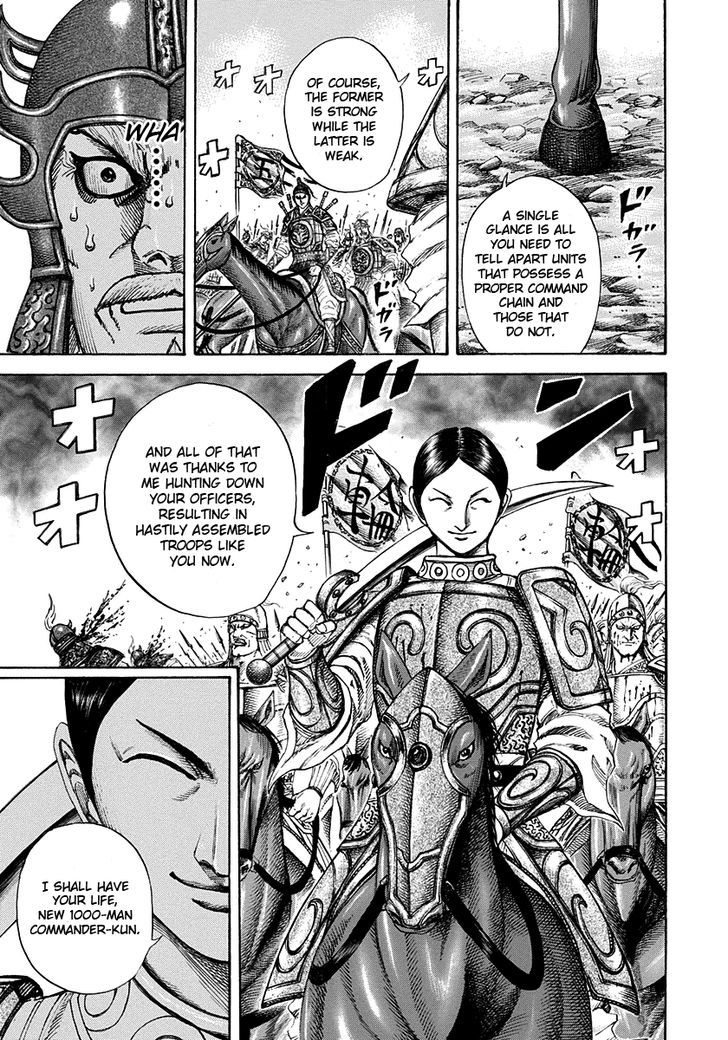 A SINGLE
GLANCE IS ALL
YOU NEED TO
TELL APART UNITS
THAT POSSESS A
PROPER COMMAND
CHAIN AND
THOSE THAT
DO NOT.
ドガラ
OF COURSE,
THE FORMER
IS STRONG
WHILE THE
LATTER IS
WEAK.
オオ
オ
ドガラ
WHA
AND ALL OF THAT
WAS THANKS TO
ME HUNTING DOWN
YOUR OFFICERS,
RESULTING IN
HASTILY ASSEMBLED
TROOPS LIKE
YOU NOW.
ドン
オオ
オ
オオ
I SHALL HAVE
YOUR LIFE,
NEW 1000-MAN
COMMANDER-KUN.